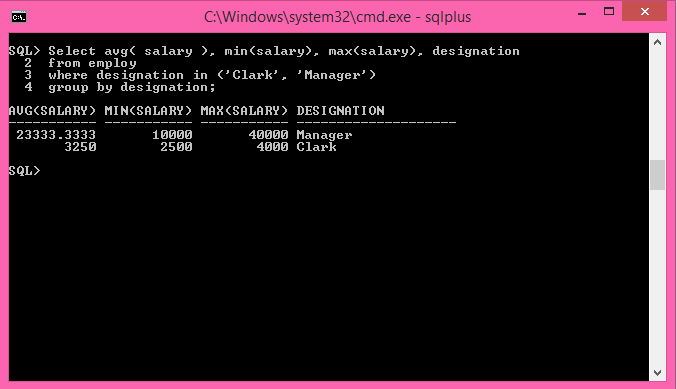 C:\Windows\system32\cmd.exe - sqlplus
SQL> Select avg( salary ), min(salary), max(salary), designation
  2  from employ
  3  where designation in ('Clark', 'Manager')
  4  group by designation;
AVG(SALARY) MIN(SALARY) MAX(SALARY) DESIGNATION
----------- ----------- ----------- --------------------
 23333.3333       10000       40000 Manager
       3250        2500        4000 Clark
SQL>